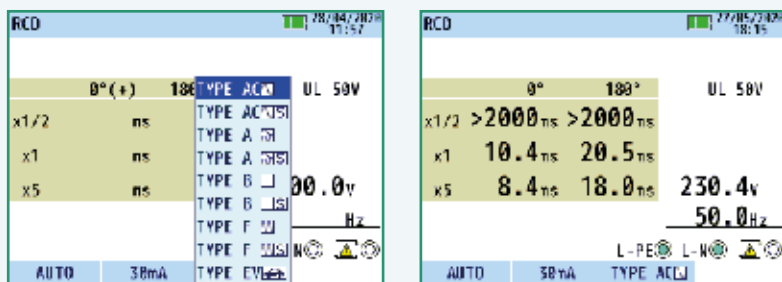 RCD 28/04/2020
11:57
0°(+) 180
UL 50V
x1/2 ms
x1 ms
x5 ms
00.0v
Hz
N
AUTO 30mA
TYPE AC
TYPE AC S
TYPE A
TYPE A S
TYPE B
TYPE B S
TYPE F
TYPE F S
TYPE EV
RCD 27/05/2020
18:15
0° 180° UL 50V
x1/2 >2000ms >2000ms
x1 10.4ms 20.5ms
x5 8.4ms 18.0ms 230.4v
50.0Hz
L-PE L-N
AUTO 30mA TYPE AC